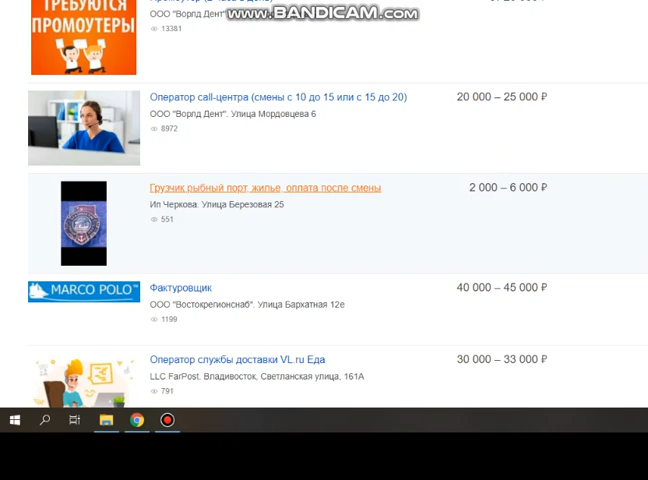 ТРЕБУЮТСЯ
ПРОМОУТЕРЫ
ООО "Ворлд Дент"
www.BANDICAM.com
13381
Оператор call-центра (смены с 10 до 15 или с 15 до 20)
20 000 – 25 000 ₽
ООО "Ворлд Дент". Улица Мордовцева 6
8972
Грузчик рыбный порт, жилье, оплата после смены
2 000 – 6 000 ₽
Ип Черкова. Улица Березовая 25
551
MARCO POLO™
Фактуровщик
40 000 – 45 000 ₽
ООО "Востокрегионснаб". Улица Бархатная 12е
1199
Оператор службы доставки VL.ru Еда
30 000 – 33 000 ₽
LLC FarPost. Владивосток, Светланская улица, 161А
791